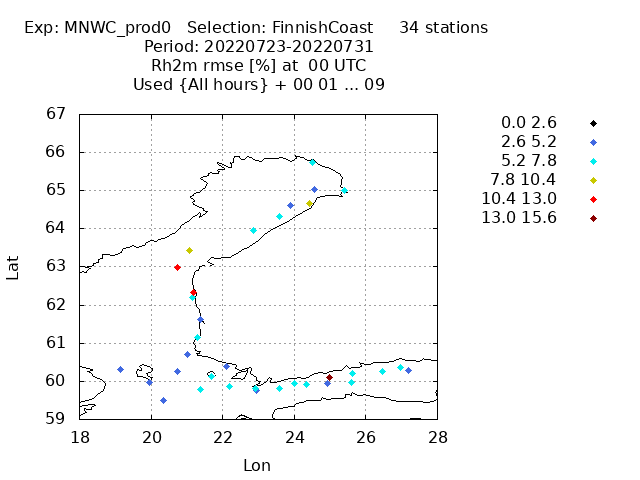 Exp: MNWC_prod0 Selection: FinnishCoast 34 stations
Period: 20220723-20220731
Rh2m rmse [%] at 00 UTC
Used {All hours} + 00 01 ... 09
67
66
65
64
63
62
61
60
59
18 20 22 24 26 28
Lat
Lon
0.0 2.6
2.6 5.2
5.2 7.8
7.8 10.4
10.4 13.0
13.0 15.6